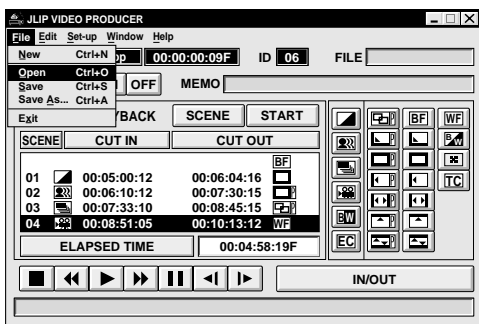 JLIP VIDEO PRODUCER
File Edit Set-up Window Help
00:00:00:09F ID 06 FILE
New Ctrl+N
Open Ctrl+O
Save Ctrl+S
Save As... Ctrl+A
Exit
OFF MEMO
YBACK SCENE START
SCENE CUT IN CUT OUT
BF
01 00:05:00:12 00:06:04:16
02 00:06:10:12 00:07:30:15 P
03 00:07:33:10 00:08:45:15 P
04 00:08:51:05 00:10:13:12 WF
ELAPSED TIME 00:04:58:19F
BF WF
B/W
TC
BW
EC
IN/OUT